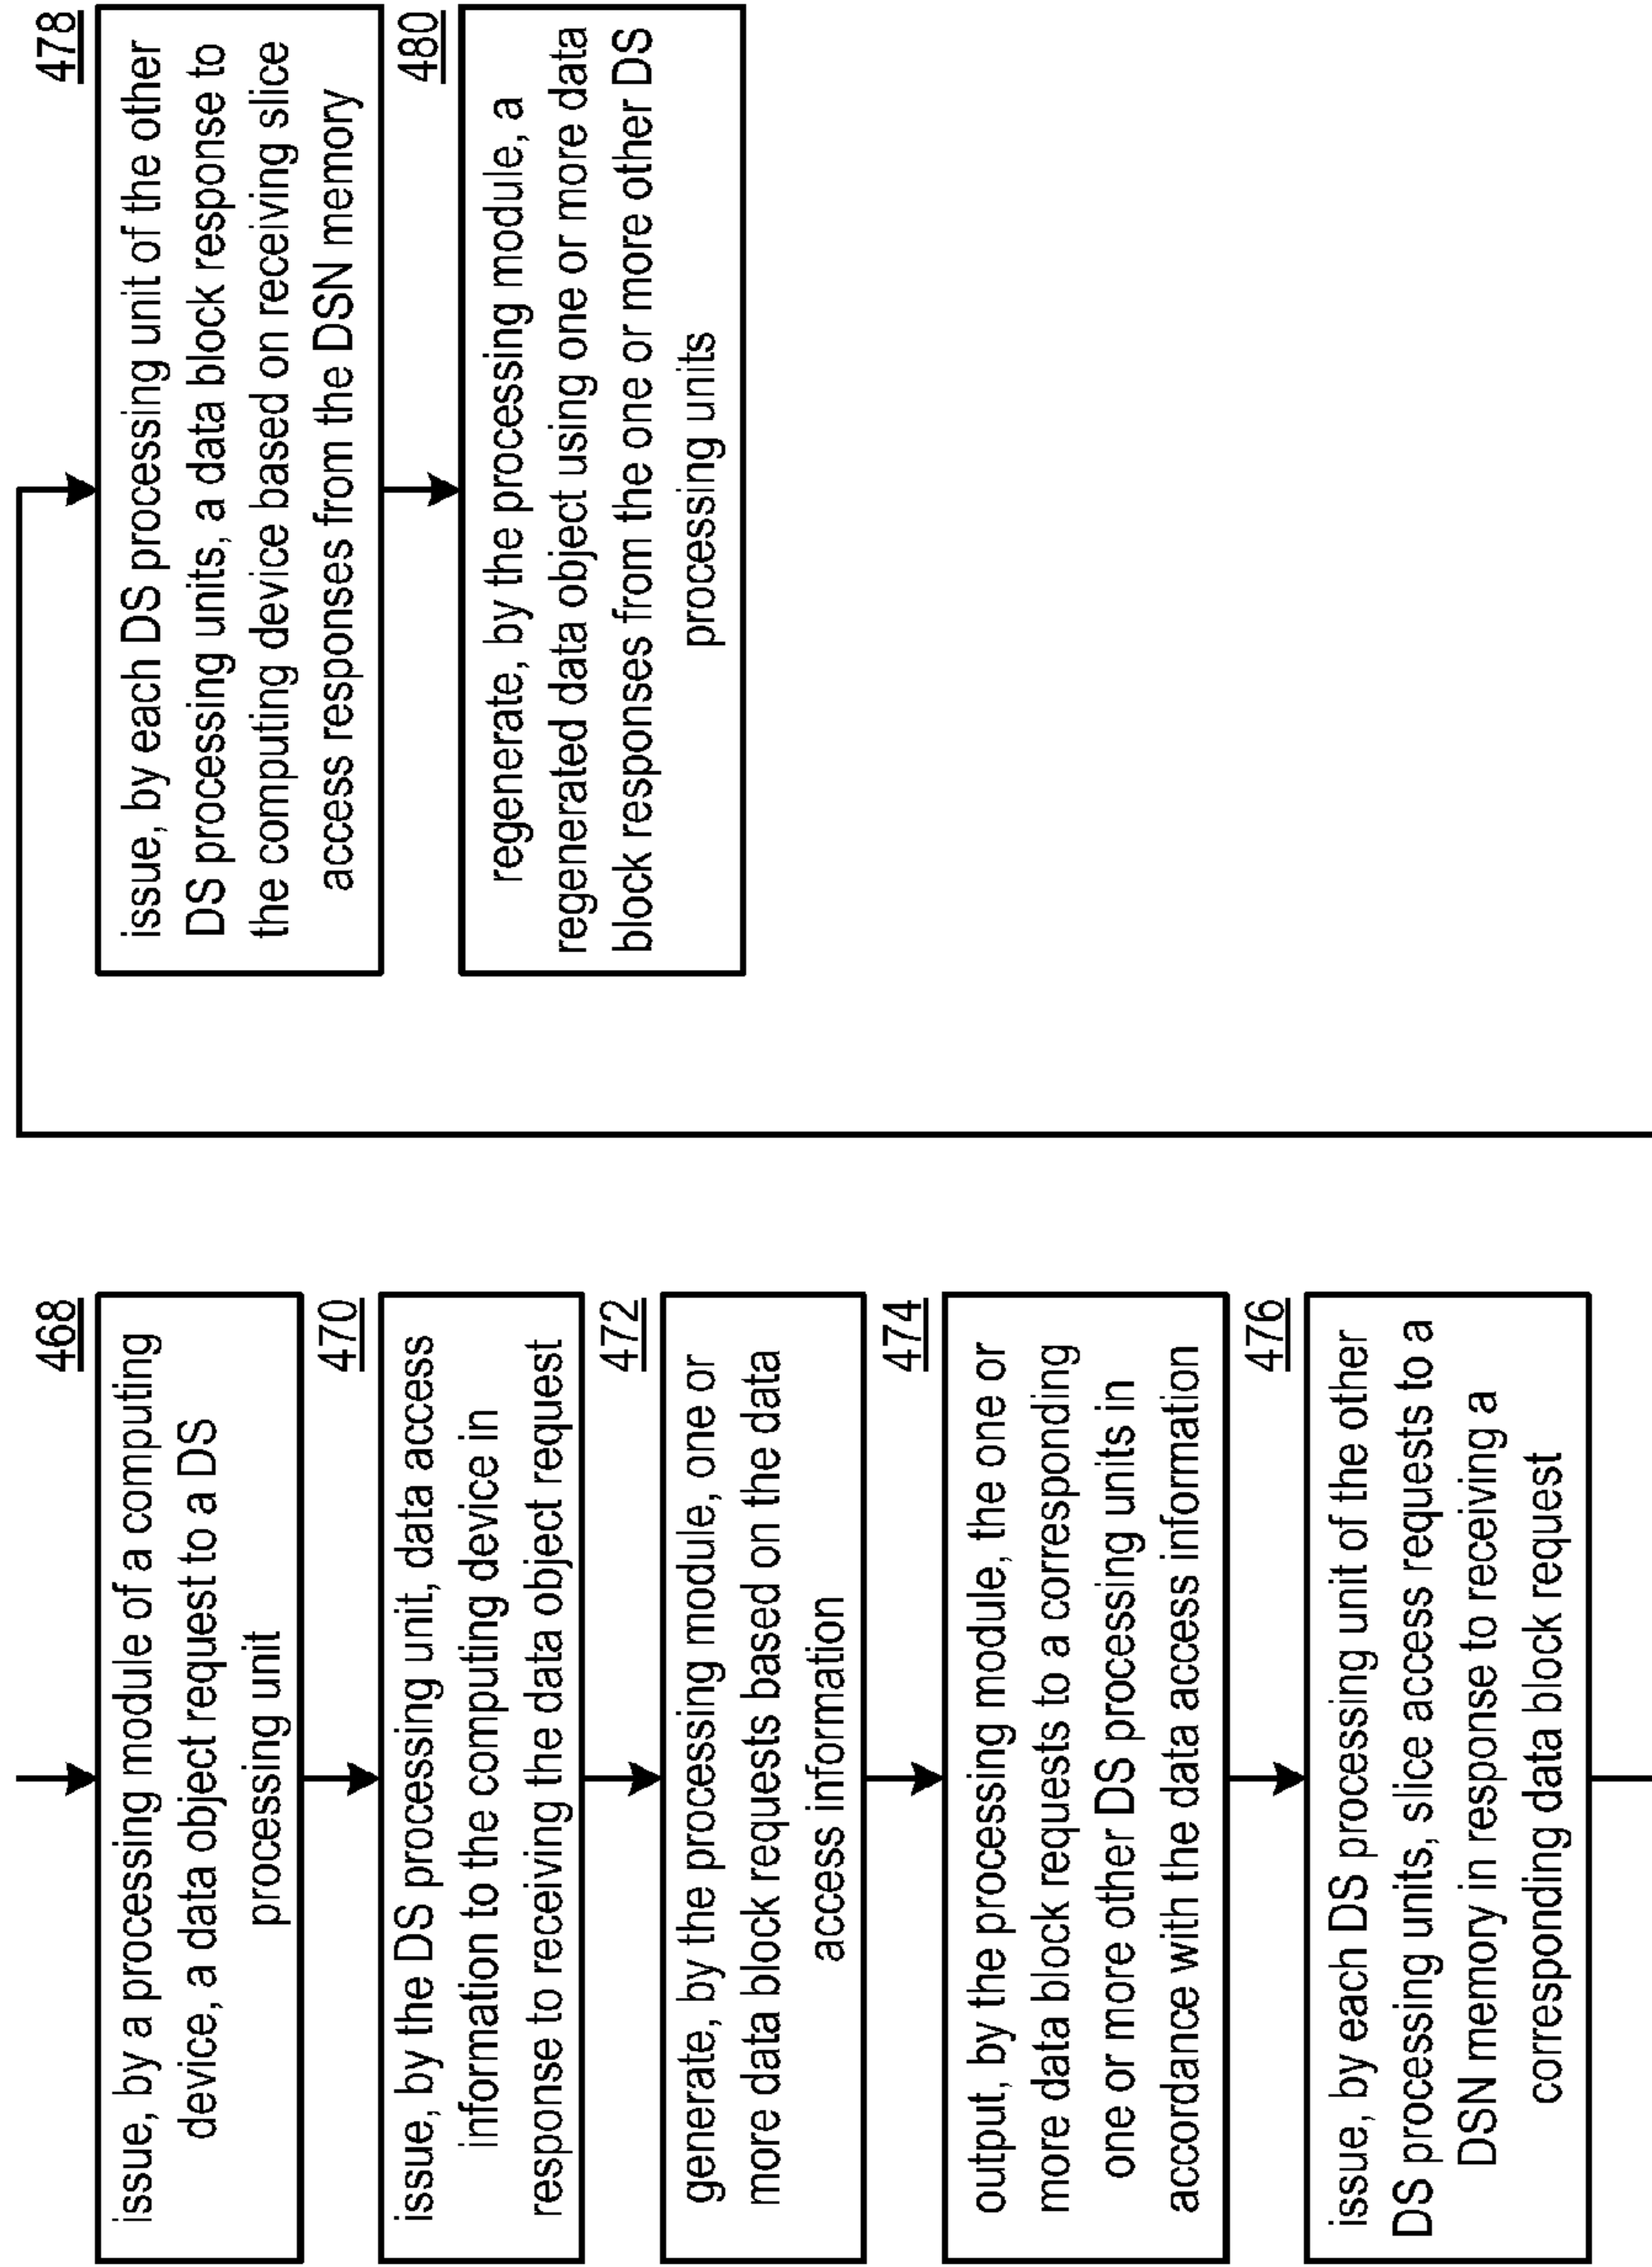 468
issue, by a processing module of a computing
device, a data object request to a DS
processing unit
470
issue, by the DS processing unit, data access
information to the computing device in
response to receiving the data object request
472
generate, by the processing module, one or
more data block requests based on the data
access information
474
output, by the processing module, the one or
more data block requests to a corresponding
one or more other DS processing units in
accordance with the data access information
476
issue, by each DS processing unit of the other
DS processing units, slice access requests to a
DSN memory in response to receiving a
corresponding data block request
478
issue, by each DS processing unit of the other
DS processing units, a data block response to
the computing device based on receiving slice
access responses from the DSN memory
480
regenerate, by the processing module, a
regenerated data object using one or more data
block responses from the one or more other DS
processing units